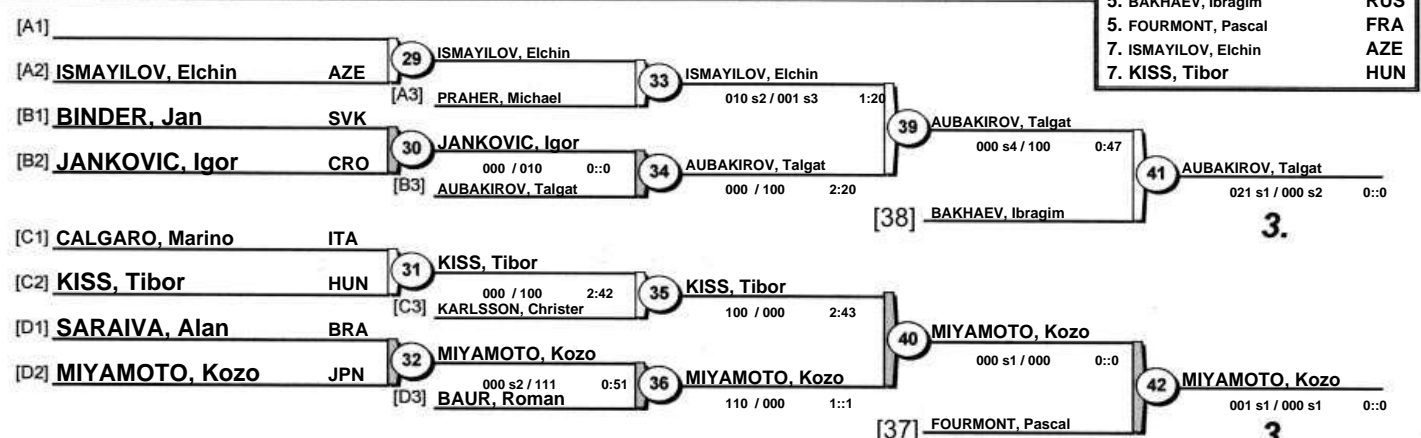 5. BAKHAEV, Ibragim RUS
5. FOURMONT, Pascal FRA
7. ISMAYILOV, Elchin AZE
7. KISS, Tibor HUN
[A1]
[A2] ISMAYILOV, Elchin AZE
29
ISMAYILOV, Elchin
[A3] PRAHER, Michael
33
ISMAYILOV, Elchin
010 s2 / 001 s3 1:20
[B1] BINDER, Jan SVK
[B2] JANKOVIC, Igor CRO
30
JANKOVIC, Igor
000 / 010 0::0
[B3] AUBAKIROV, Talgat
34
AUBAKIROV, Talgat
000 / 100 2:20
39
AUBAKIROV, Talgat
000 s4 / 100 0:47
[38] BAKHAEV, Ibragim
41
AUBAKIROV, Talgat
021 s1 / 000 s2 0::0
3.
[C1] CALGARO, Marino ITA
[C2] KISS, Tibor HUN
31
KISS, Tibor
000 / 100 2:42
[C3] KARLSSON, Christer
35
KISS, Tibor
100 / 000 2:43
[D1] SARAIVA, Alan BRA
[D2] MIYAMOTO, Kozo JPN
32
MIYAMOTO, Kozo
000 s2 / 111 0:51
[D3] BAUR, Roman
36
MIYAMOTO, Kozo
110 / 000 1::1
40
MIYAMOTO, Kozo
000 s1 / 000 0::0
[37] FOURMONT, Pascal
42
MIYAMOTO, Kozo
001 s1 / 000 s1 0::0
3